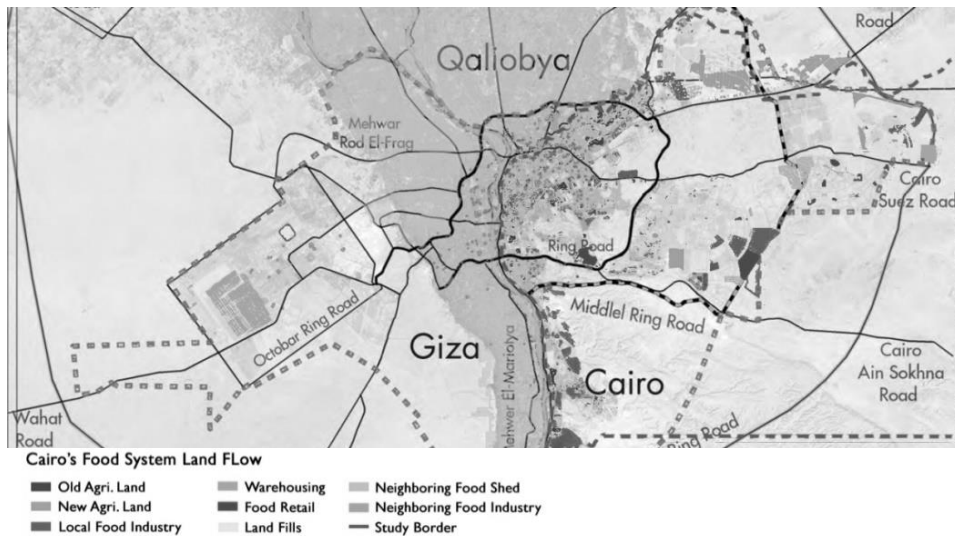 Road
Qaliobya
Mehwar
Rod El-Frag
Cairo
Suez Road
Ring Road
Octobar Ring Road
Middlel Ring Road
Giza
Cairo
Mehwer El-Mariotya
Cairo
Ain Sokhna
Road
Wahat
Road
Ring Road
Cairo's Food System Land FLow
Old Agri. Land
Warehousing
Neighboring Food Shed
New Agri. Land
Food Retail
Neighboring Food Industry
Local Food Industry
Land Fills
Study Border